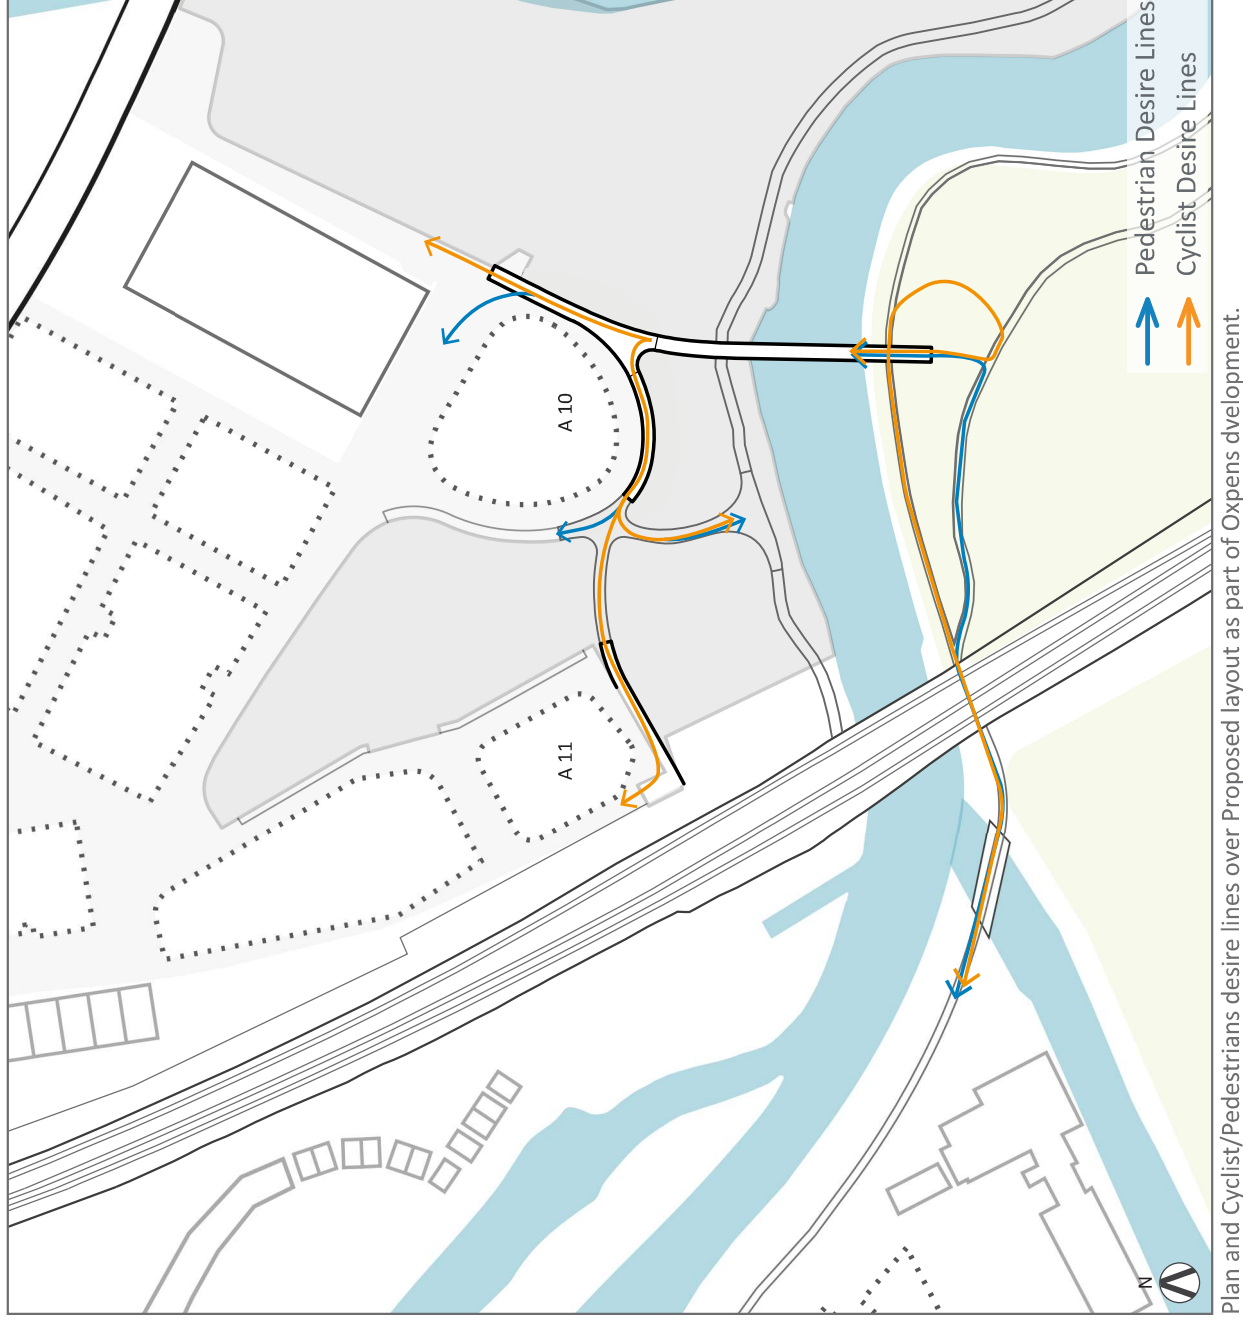 A 10
A 11
Pedestrian Desire Lines
Cyclist Desire Lines
N
Plan and Cyclist/Pedestrians desire lines over Proposed layout as part of Oxpens dvelopment.